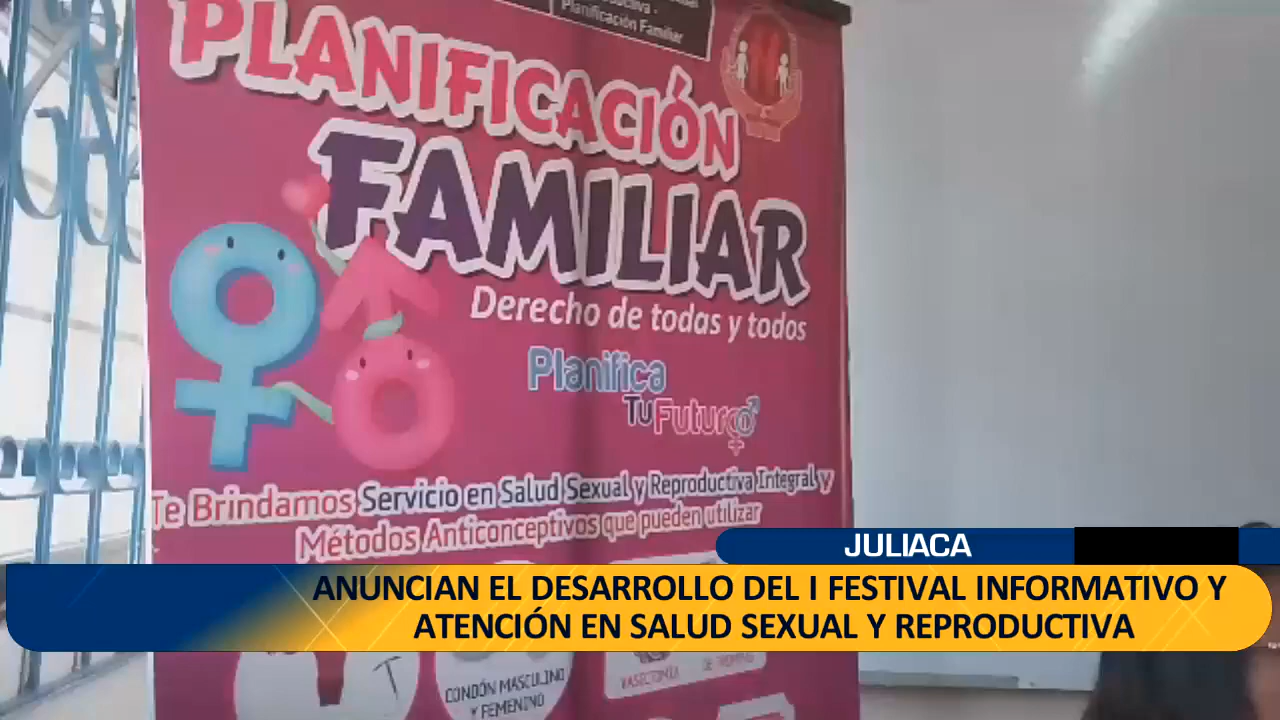 Planificación Familiar
PLANIFICACIÓN
FAMILIAR
Derecho de todas y todos
Planifica
Tu Futuro
Te Brindamos Servicio en Salud Sexual y Reproductiva Integral y
Métodos Anticonceptivos que pueden utilizar
JULIACA
ANUNCIAN EL DESARROLLO DEL I FESTIVAL INFORMATIVO Y
ATENCIÓN EN SALUD SEXUAL Y REPRODUCTIVA
CONDÓN MASCULINO
Y FEMENINO
VASECTOMÍA